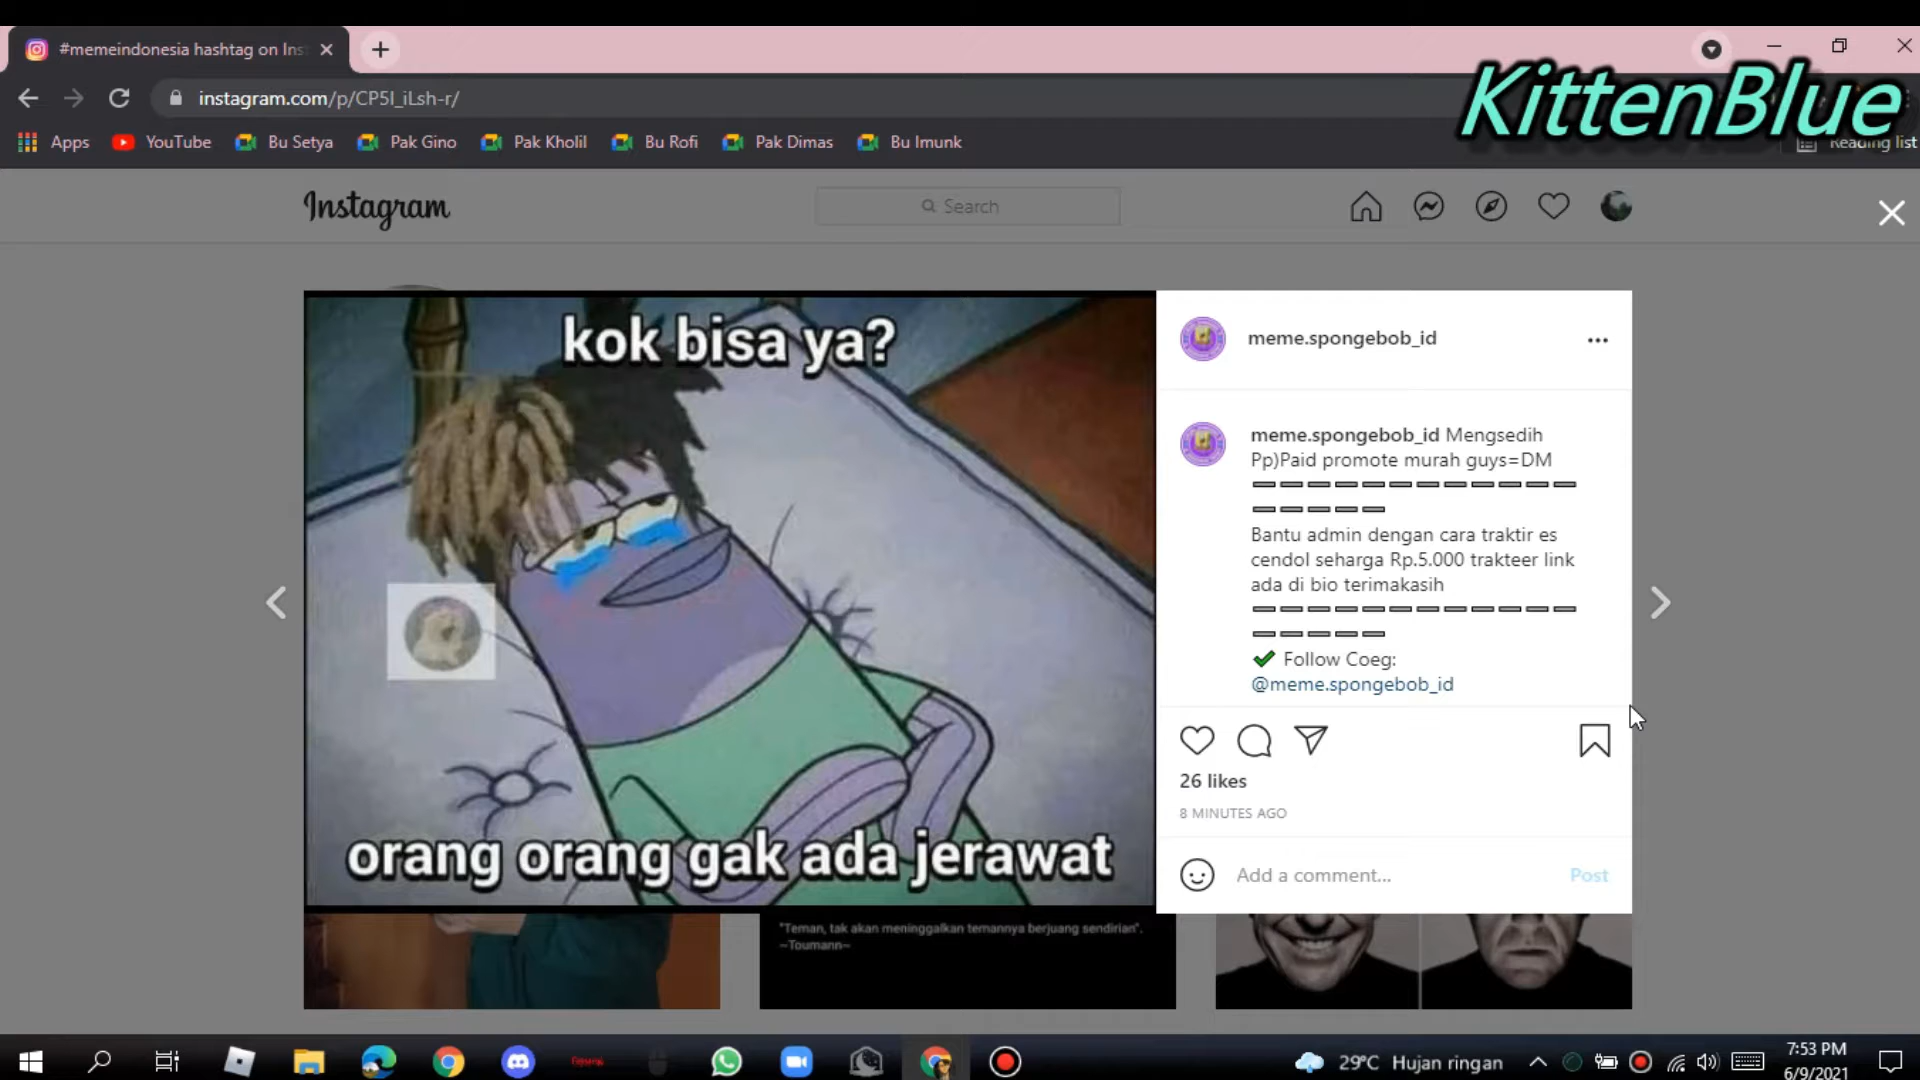 #memeindonesia hashtag on Ins
instagram.com/p/CP5I_iLsh-r/
KittenBlue
Apps
YouTube
Bu Setya
Pak Gino
Pak Kholil
Bu Rofi
Pak Dimas
Bu Imunk
Reading list
Instagram
Search
kok bisa ya?
orang orang gak ada jerawat
meme.spongebob_id
meme.spongebob_id Mengsedih
Pp)Paid promote murah guys=DM
Bantu admin dengan cara traktir es
cendol seharga Rp.5.000 trakteer link
ada di bio terimakasih
Follow Coeg:
@meme.spongebob_id
26 likes
8 MINUTES AGO
Add a comment...
Post
"Teman, tak akan meninggalkan temannya berjuang sendirian".
~Toumann~
29°C Hujan ringan
7:53 PM
6/9/2021